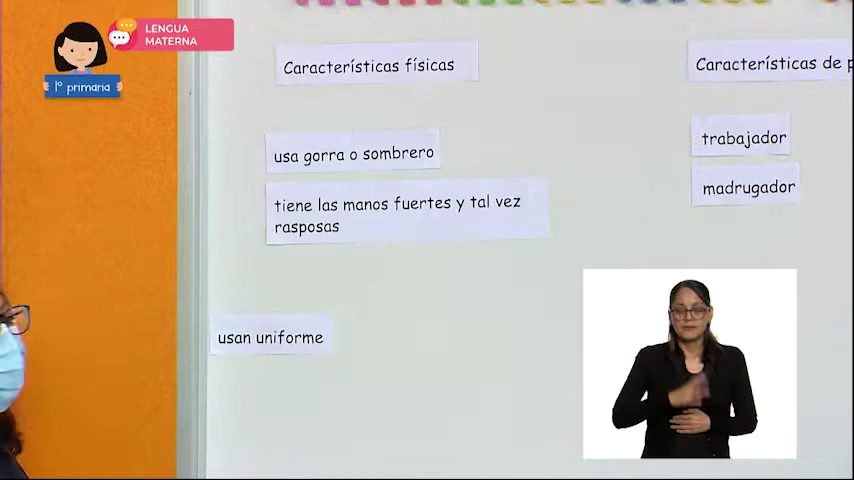 LENGUA
MATERNA
1° primaria
Características físicas
Características de p
usa gorra o sombrero
trabajador
tiene las manos fuertes y tal vez
rasposas
madrugador
usan uniforme